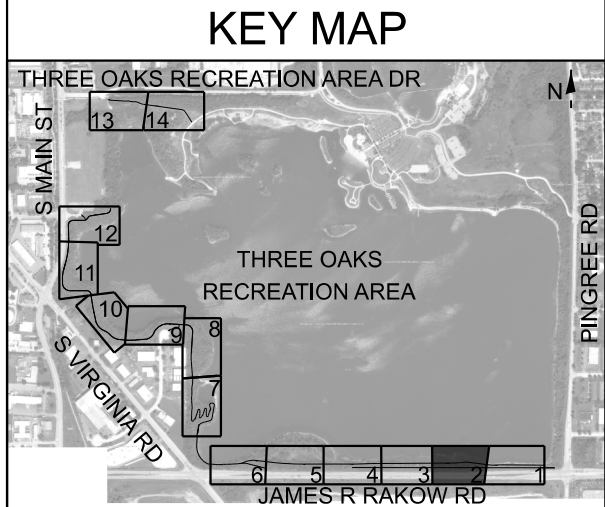 KEY MAP
THREE OAKS RECREATION AREA DR
N
13 14
S MAIN ST
12
THREE OAKS
RECREATION AREA
PINGREE RD
11
10
9
8
S VIRGINIA RD
7
6 5 4 3 2 1
JAMES R RAKOW RD